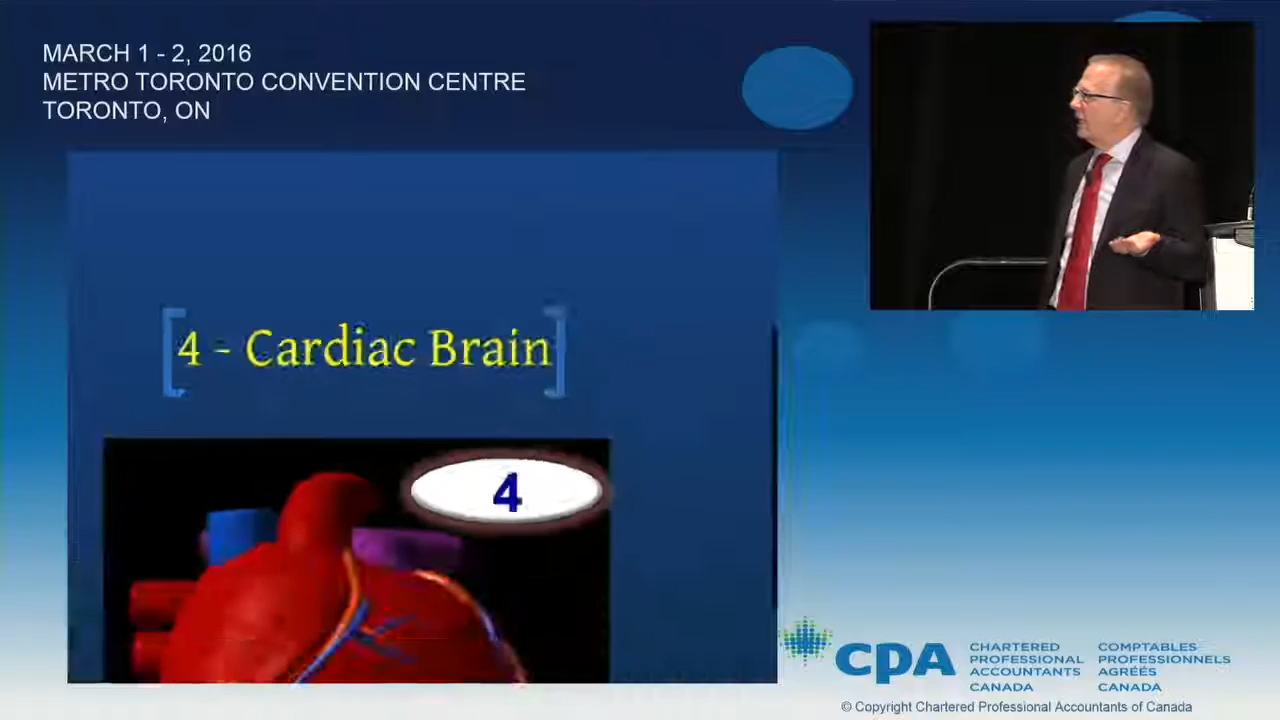 MARCH 1 - 2, 2016
METRO TORONTO CONVENTION CENTRE
TORONTO, ON
[4 - Cardiac Brain]
4
CPA
CHARTERED
PROFESSIONAL
ACCOUNTANTS
CANADA
COMPTABLES
PROFESSIONNELS
AGRÉÉS
CANADA
© Copyright Chartered Professional Accountants of Canada